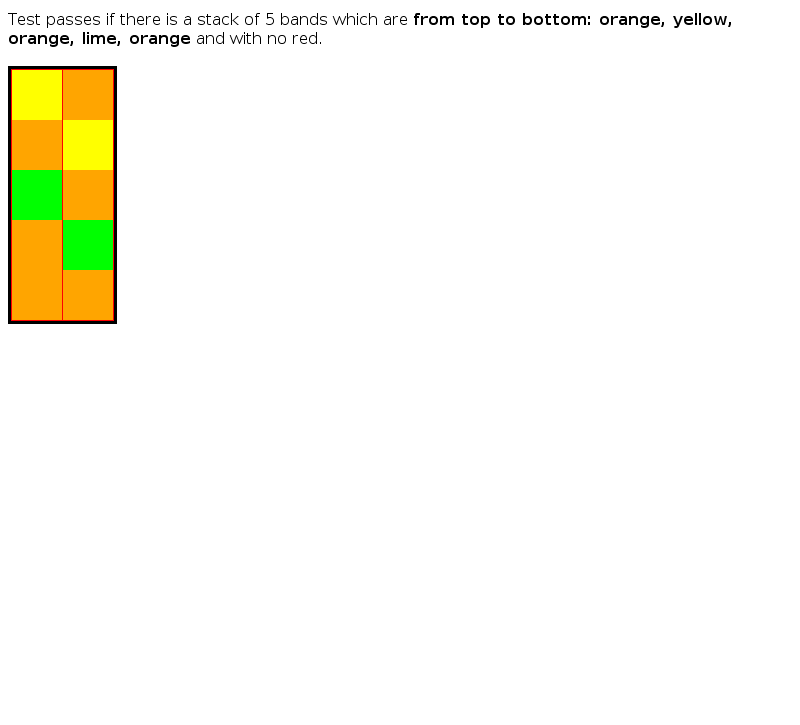 Test passes if there is a stack of 5 bands which are from top to bottom: orange, yellow,
orange, lime, orange and with no red.